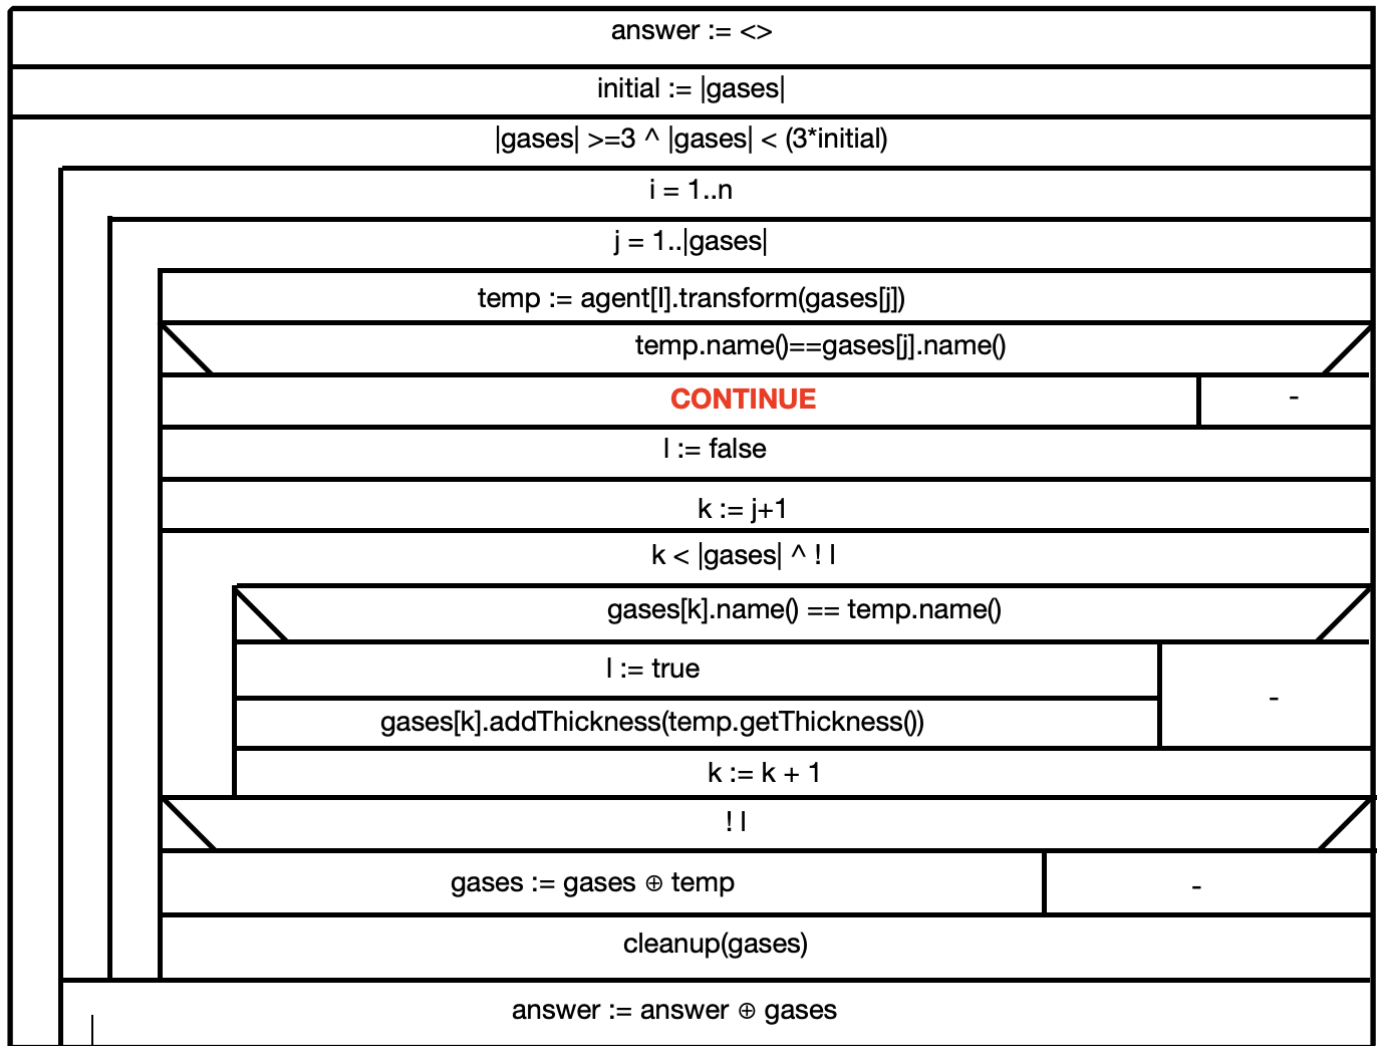 answer := <>
initial := |gases|
|gases| >=3 ^ |gases| < (3*initial)
i = 1..n
j = 1..|gases|
temp := agent[I].transform(gases[j])
temp.name()==gases[j].name()
CONTINUE -
l := false
k := j+1
k < |gases| ^ ! l
gases[k].name() == temp.name()
l := true
-
gases[k].addThickness(temp.getThickness())
k := k + 1
! l
gases := gases ⊕ temp -
cleanup(gases)
answer := answer ⊕ gases